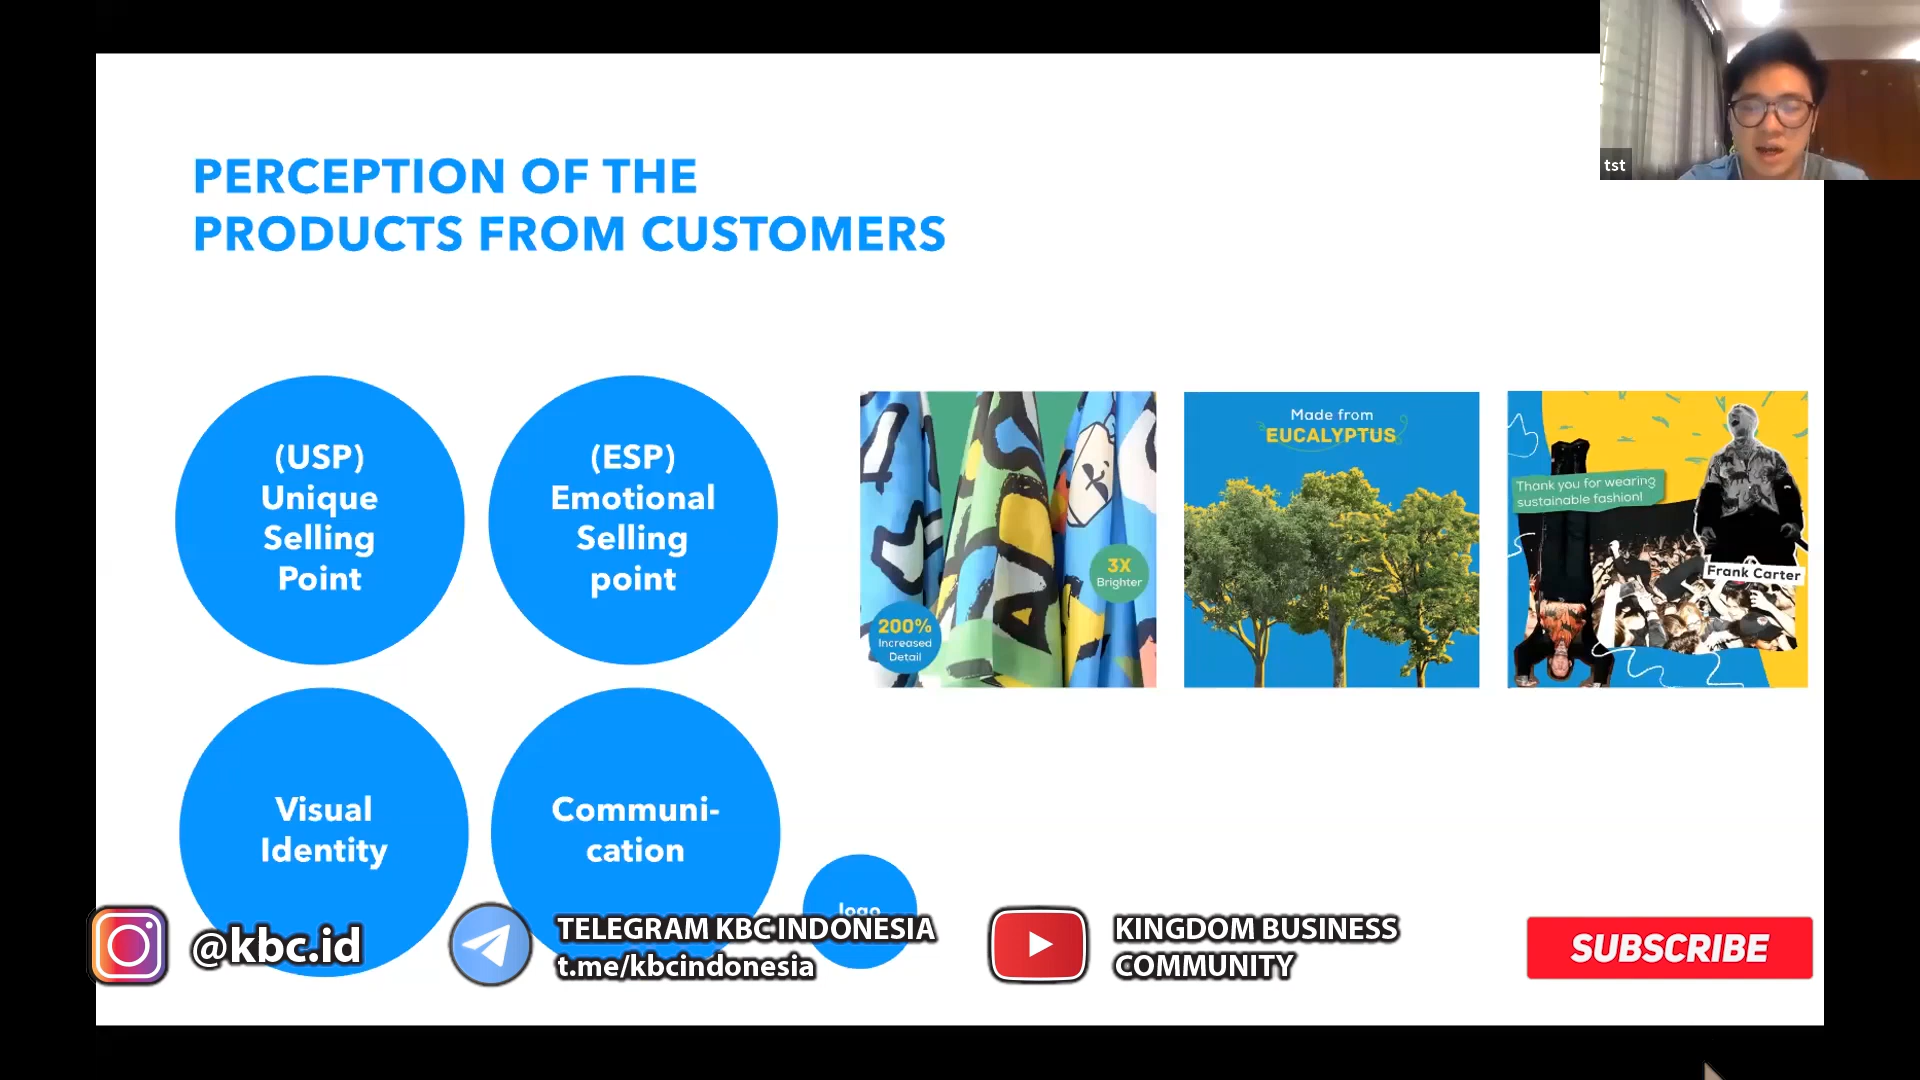 tst
PERCEPTION OF THE
PRODUCTS FROM CUSTOMERS
(USP)
Unique
Selling
Point
(ESP)
Emotional
Selling
point
Visual
Identity
Communi-
cation
logo
200%
Increased
Detail
3X
Brighter
Made from
EUCALYPTUS
Thank you for wearing
sustainable fashion!
Frank Carter
@kbc.id
TELEGRAM KBC INDONESIA
t.me/kbcindonesia
KINGDOM BUSINESS
COMMUNITY
SUBSCRIBE